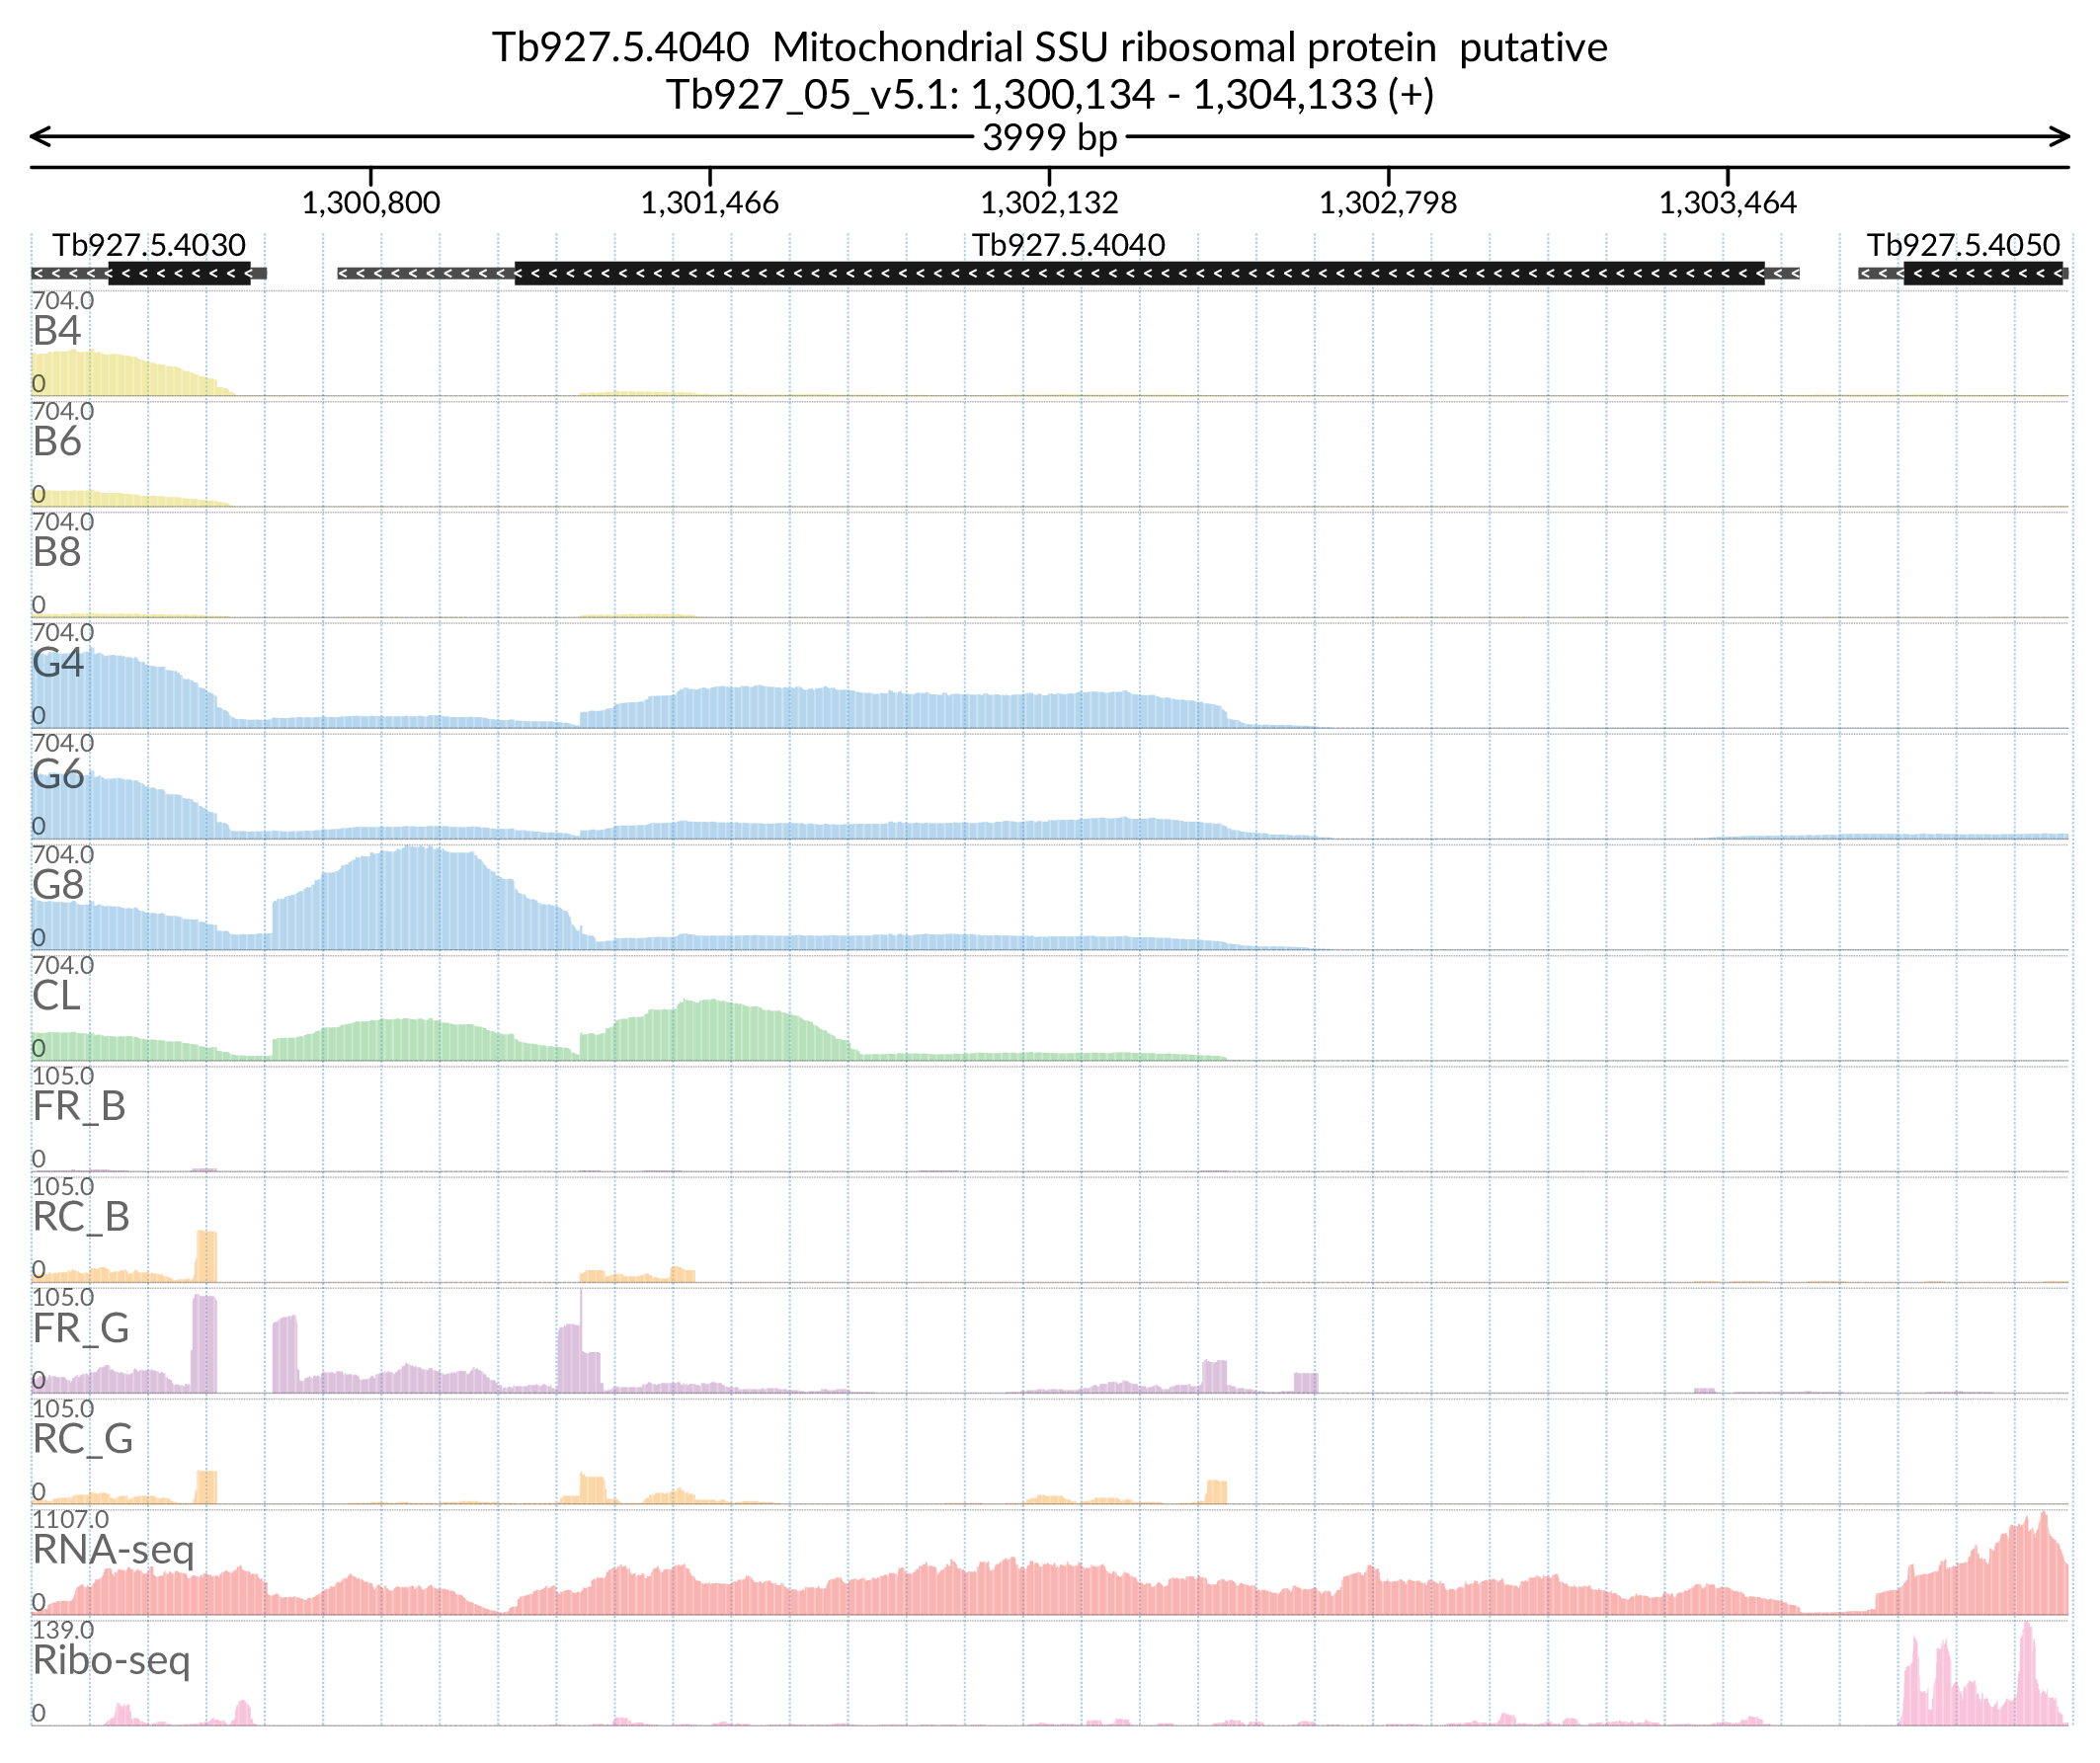 Tb927.5.4040  Mitochondrial SSU ribosomal protein  putative
Tb927_05_v5.1: 1,300,134 - 1,304,133 (+)
3999 bp
1,300,800 1,301,466 1,302,132 1,302,798 1,303,464
Tb927.5.4030 Tb927.5.4040 Tb927.5.4050
704.0
B4
0
704.0
B6
0
704.0
B8
0
704.0
G4
0
704.0
G6
0
704.0
G8
0
704.0
CL
0
105.0
FR_B
0
105.0
RC_B
0
105.0
FR_G
0
105.0
RC_G
0
1107.0
RNA-seq
0
139.0
Ribo-seq
0